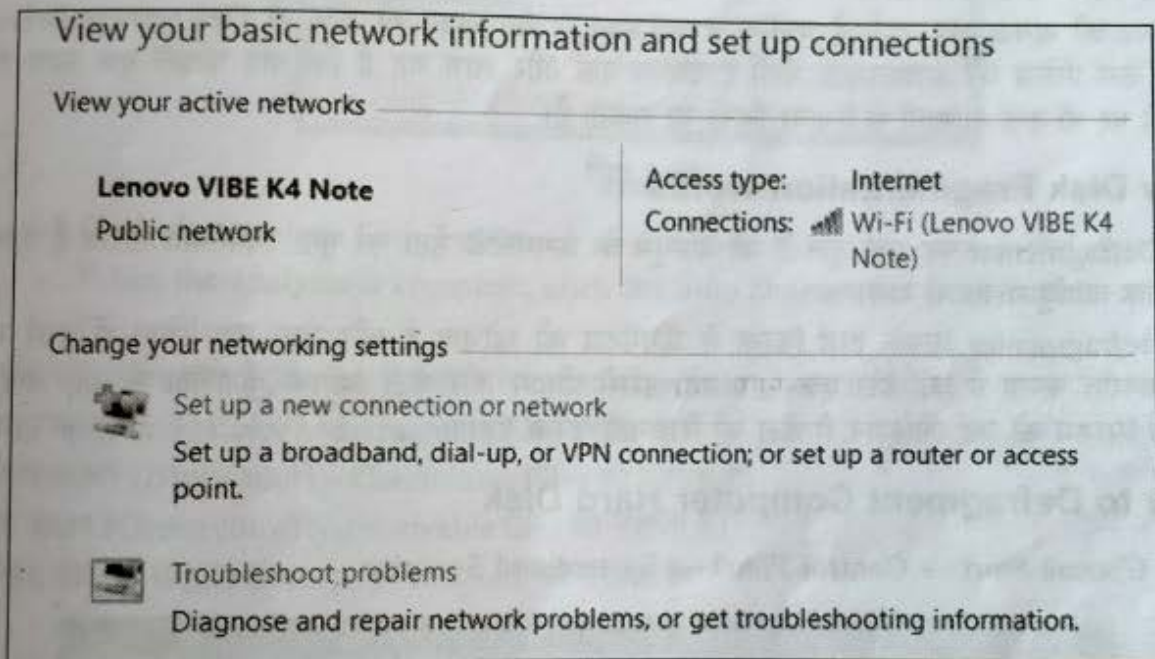 View your basic network information and set up connections
View your active networks
Lenovo VIBE K4 Note
Public network
Access type: Internet
Connections: Wi-Fi (Lenovo VIBE K4
Note)
Change your networking settings
Set up a new connection or network
Set up a broadband, dial-up, or VPN connection; or set up a router or access
point.
Troubleshoot problems
Diagnose and repair network problems, or get troubleshooting information.